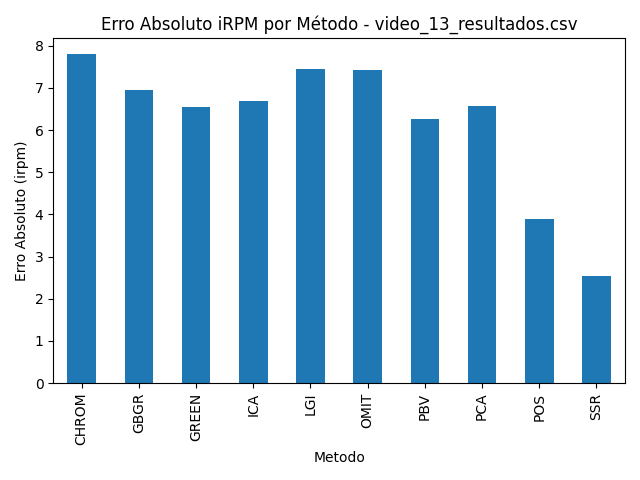 Erro Absoluto iRPM por Método - video_13_resultados.csv
8
7
6
5
4
3
2
1
0
Erro Absoluto (irpm)
CHROM
GBGR
GREEN
ICA
LGI
OMIT
PBV
PCA
POS
SSR
Metodo